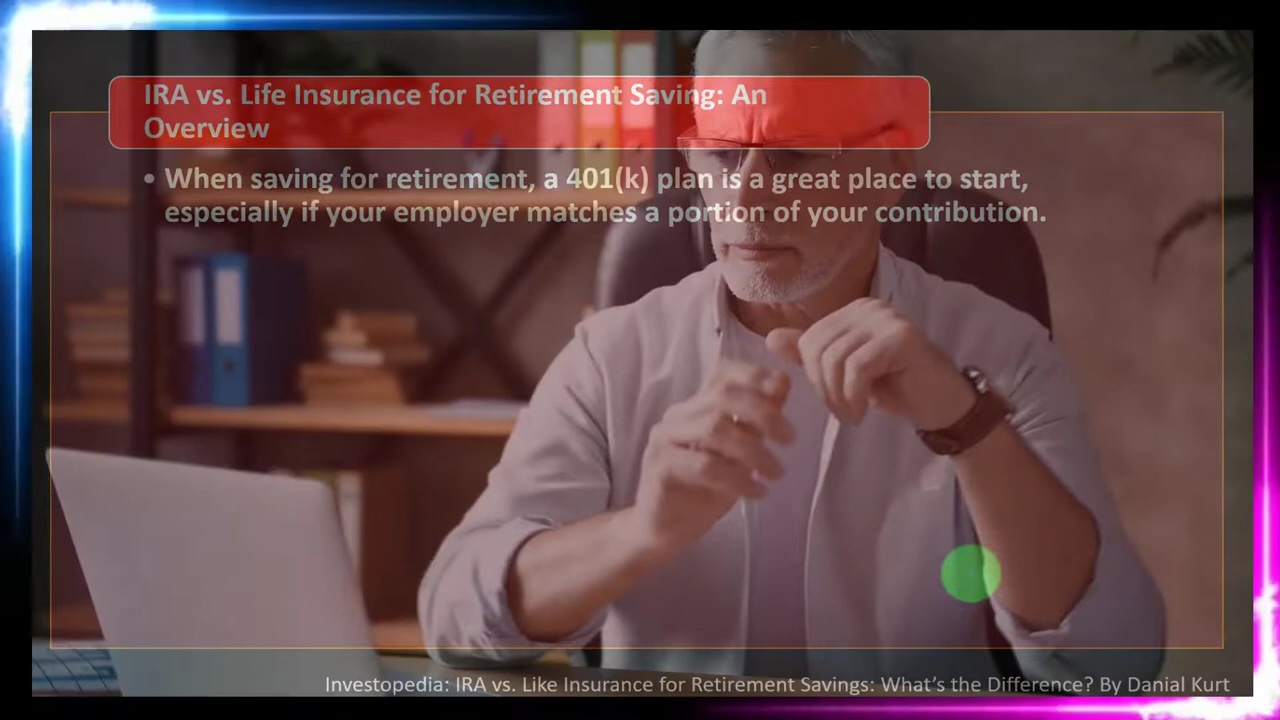 IRA vs. Life Insurance for Retirement Saving: An
Overview
• When saving for retirement, a 401(k) plan is a great place to start,
especially if your employer matches a portion of your contribution.
Investopedia: IRA vs. Like Insurance for Retirement Savings: What's the Difference? By Danial Kurt